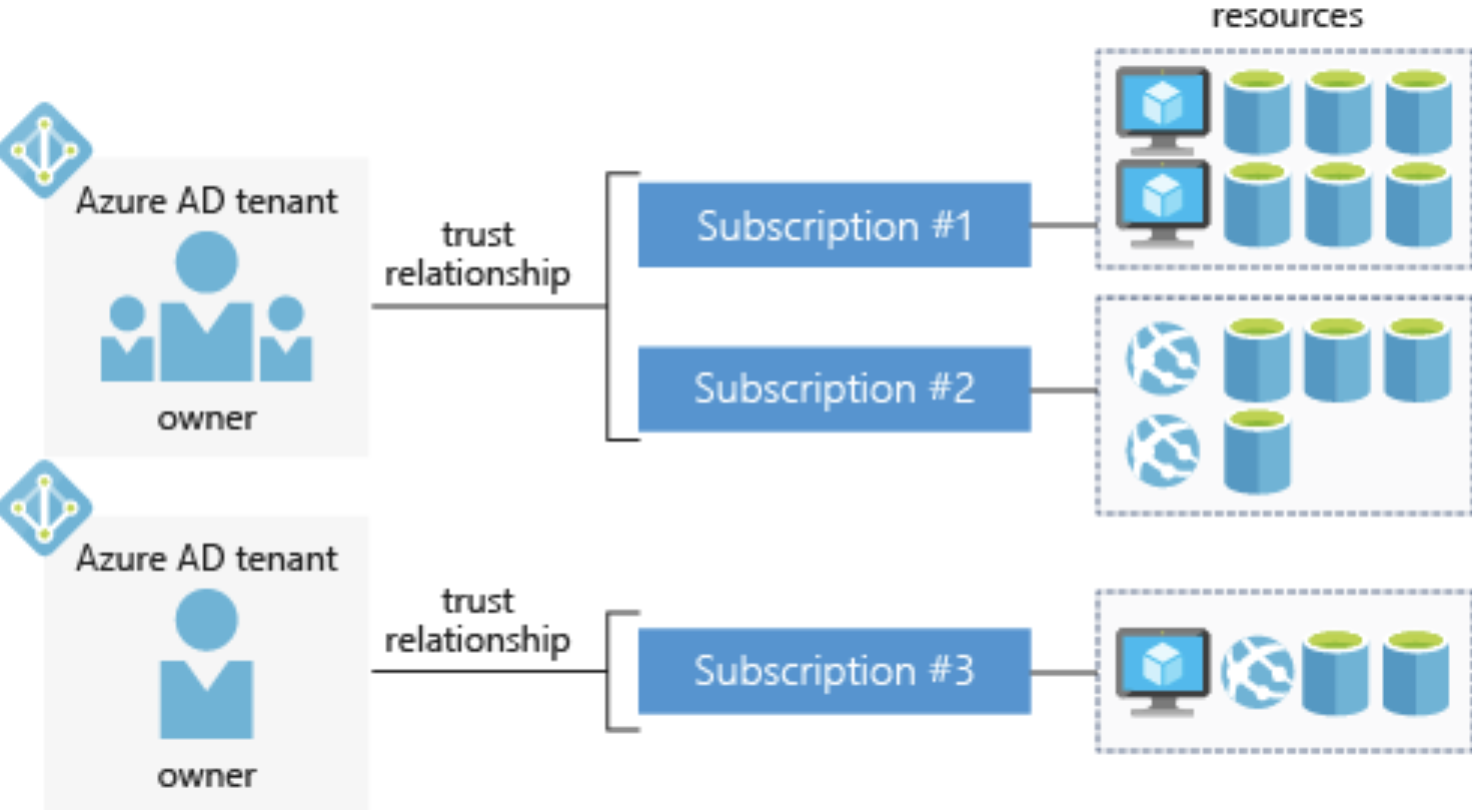 resources
Azure AD tenant
trust
relationship
Subscription #1
Subscription #2
owner
Azure AD tenant
trust
relationship
Subscription #3
owner